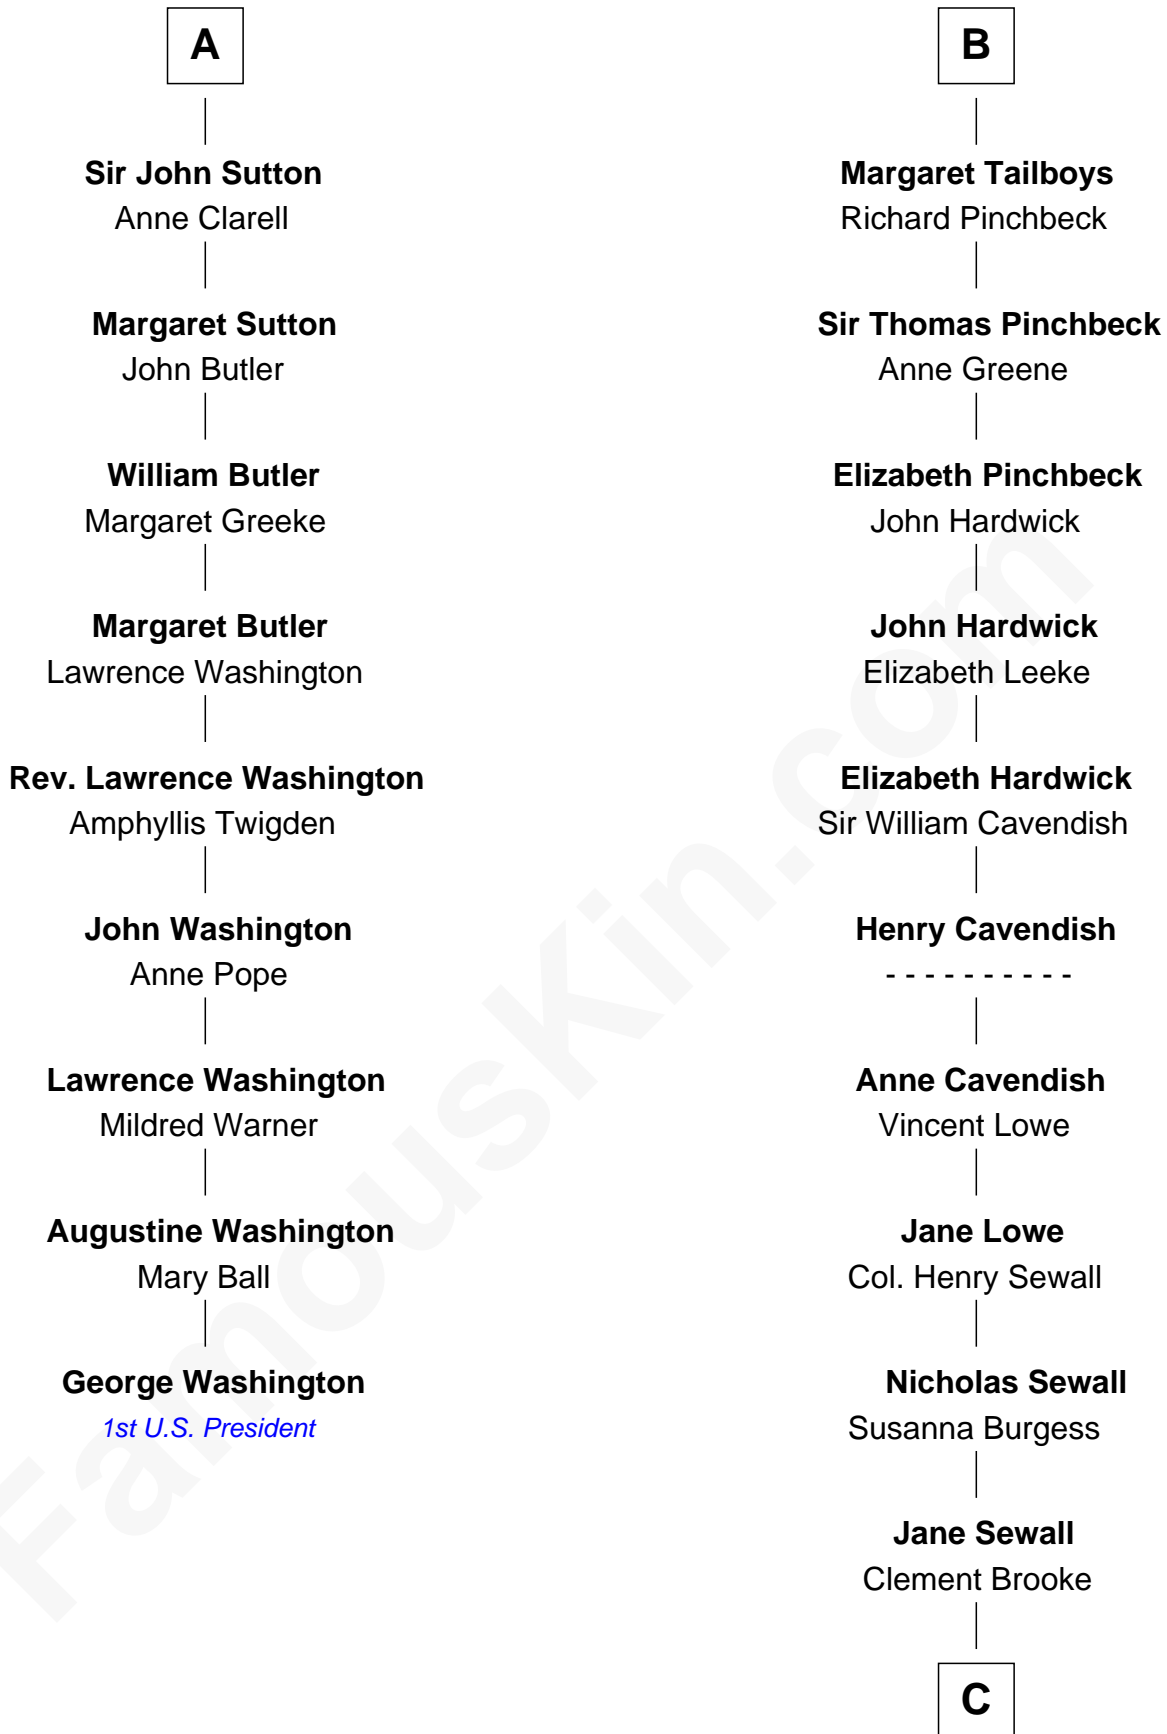 A
Sir John Sutton
Anne Clarell
Margaret Sutton
John Butler
William Butler
Margaret Greeke
Margaret Butler
Lawrence Washington
Rev. Lawrence Washington
Amphyllis Twigden
John Washington
Anne Pope
Lawrence Washington
Mildred Warner
Augustine Washington
Mary Ball
George Washington
1st U.S. President
B
Margaret Tailboys
Richard Pinchbeck
Sir Thomas Pinchbeck
Anne Greene
Elizabeth Pinchbeck
John Hardwick
John Hardwick
Elizabeth Leeke
Elizabeth Hardwick
Sir William Cavendish
Henry Cavendish
- - - - - - - - - -
Anne Cavendish
Vincent Lowe
Jane Lowe
Col. Henry Sewall
Nicholas Sewall
Susanna Burgess
Jane Sewall
Clement Brooke
C
FamousKin.com